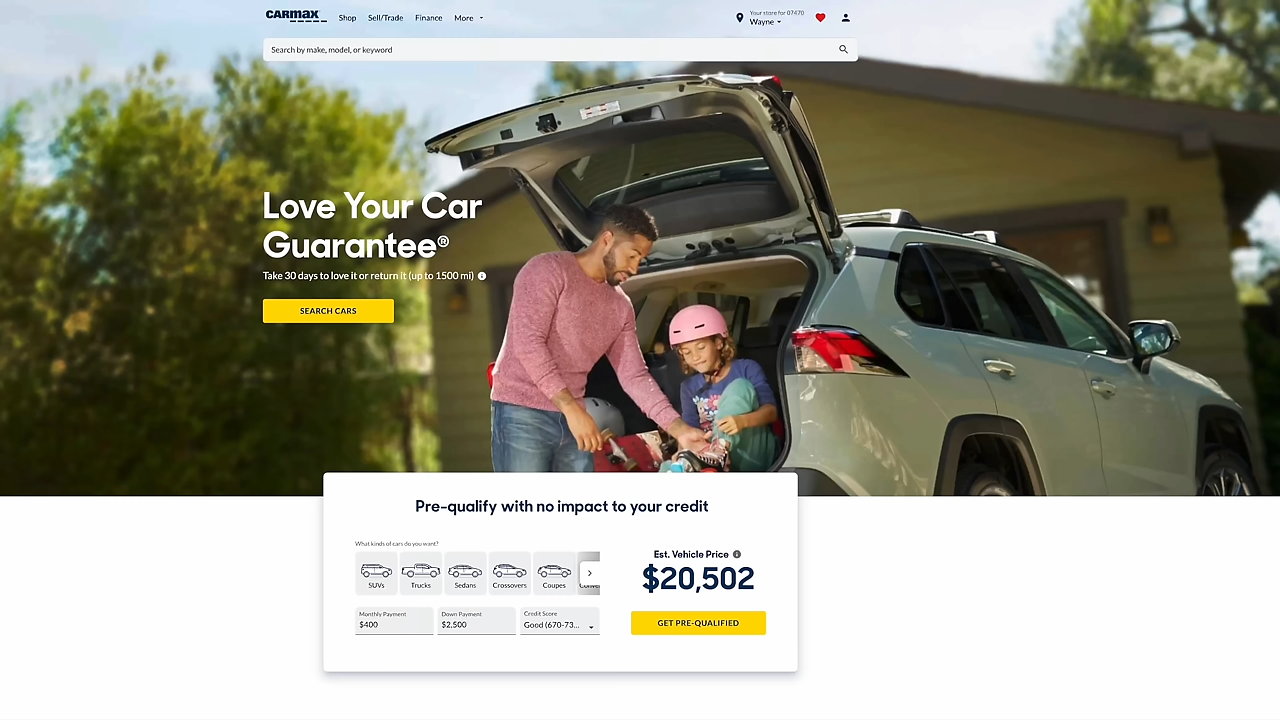 CARMAX
Shop
Sell/Trade
Finance
More
Your store for 07470
Wayne
Search by make, model, or keyword
Love Your Car
Guarantee®
Take 30 days to love it or return it (up to 1500 mi)
SEARCH CARS
Pre-qualify with no impact to your credit
What kinds of cars do you want?
SUVs
Trucks
Sedans
Crossovers
Coupes
Est. Vehicle Price
$20,502
Monthly Payment
$400
Down Payment
$2,500
Credit Score
Good (670-73...
GET PRE-QUALIFIED